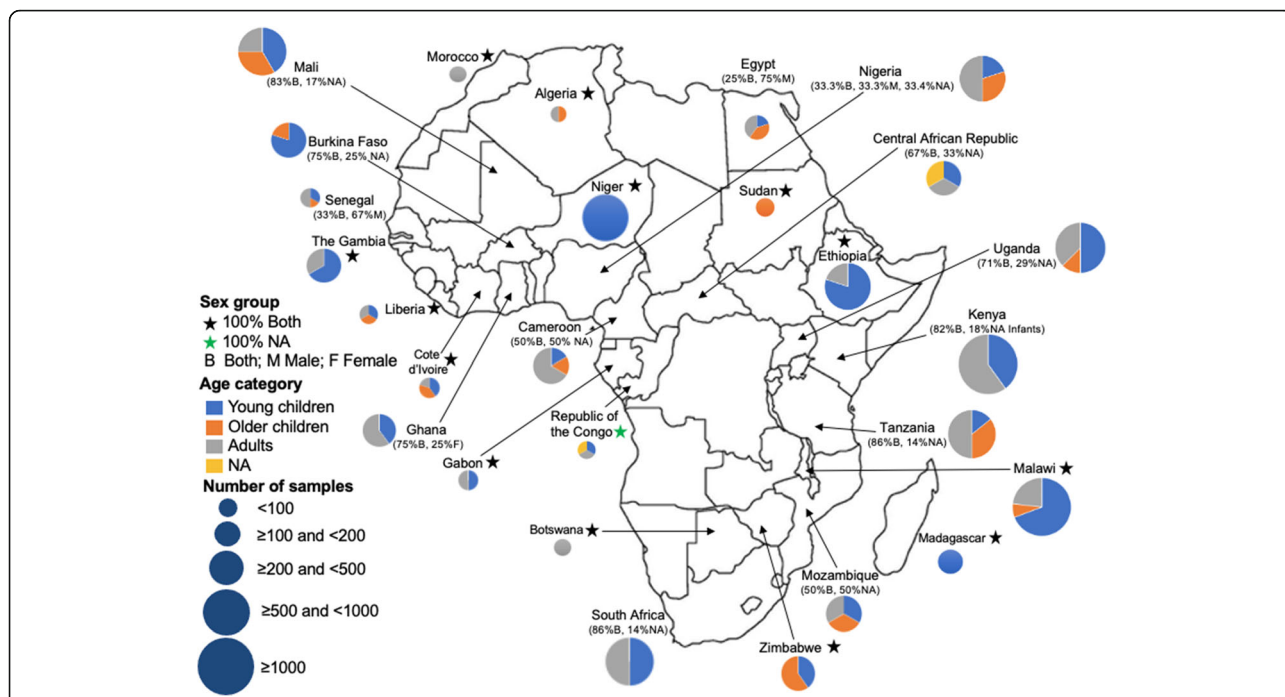 Mali
(83%B, 17%NA)
Morocco ★
Algeria ★
Egypt
(25%B, 75%M)
Nigeria
(33.3%B, 33.3%M, 33.4%NA)
Burkina Faso
(75%B, 25% NA)
Central African Republic
(67%B, 33%NA)
Niger ★
Sudan ★
Senegal
(33%B, 67%M)
The Gambia
★
★
Ethiopia
Uganda
(71%B, 29%NA)
Liberia ★
Kenya
(82%B, 18%NA Infants)
Cameroon
(50%B, 50% NA)
Cote
d'Ivoire ★
Ghana
(75%B, 25%F)
Republic of
the Congo ★
Gabon ★
Tanzania
(86%B, 14%NA)
Malawi ★
Botswana ★
Madagascar ★
Mozambique
(50%B, 50%NA)
South Africa
(86%B, 14%NA)
Zimbabwe ★
Sex group
★ 100% Both
★ 100% NA
B Both; M Male; F Female
Age category
Young children
Older children
Adults
NA
Number of samples
<100
≥100 and <200
≥200 and <500
≥500 and <1000
≥1000